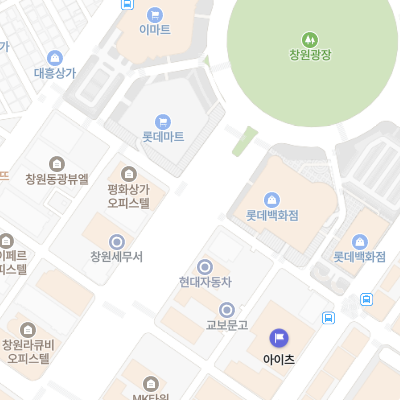 이마트
창원광장
가
대흥상가
롯데마트
뜨
창원동광뷰엘
평화상가
오피스텔
롯데백화점
창원세무서
이페르
피스텔
롯데백화점
현대자동차
교보문고
창원라큐비
오피스텔
아이츠
MK타워